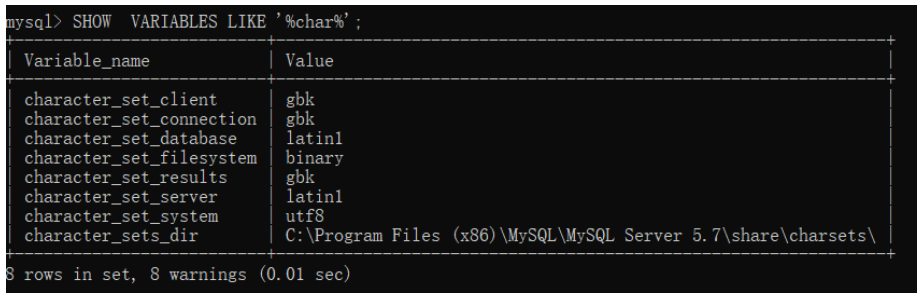 mysql> SHOW  VARIABLES LIKE '%char%';
Variable_name | Value
character_set_client | gbk
character_set_connection | gbk
character_set_database | latin1
character_set_filesystem | binary
character_set_results | gbk
character_set_server | latin1
character_set_system | utf8
character_sets_dir | C:\Program Files (x86)\MySQL\MySQL Server 5.7\share\charsets\ |
8 rows in set, 8 warnings (0.01 sec)